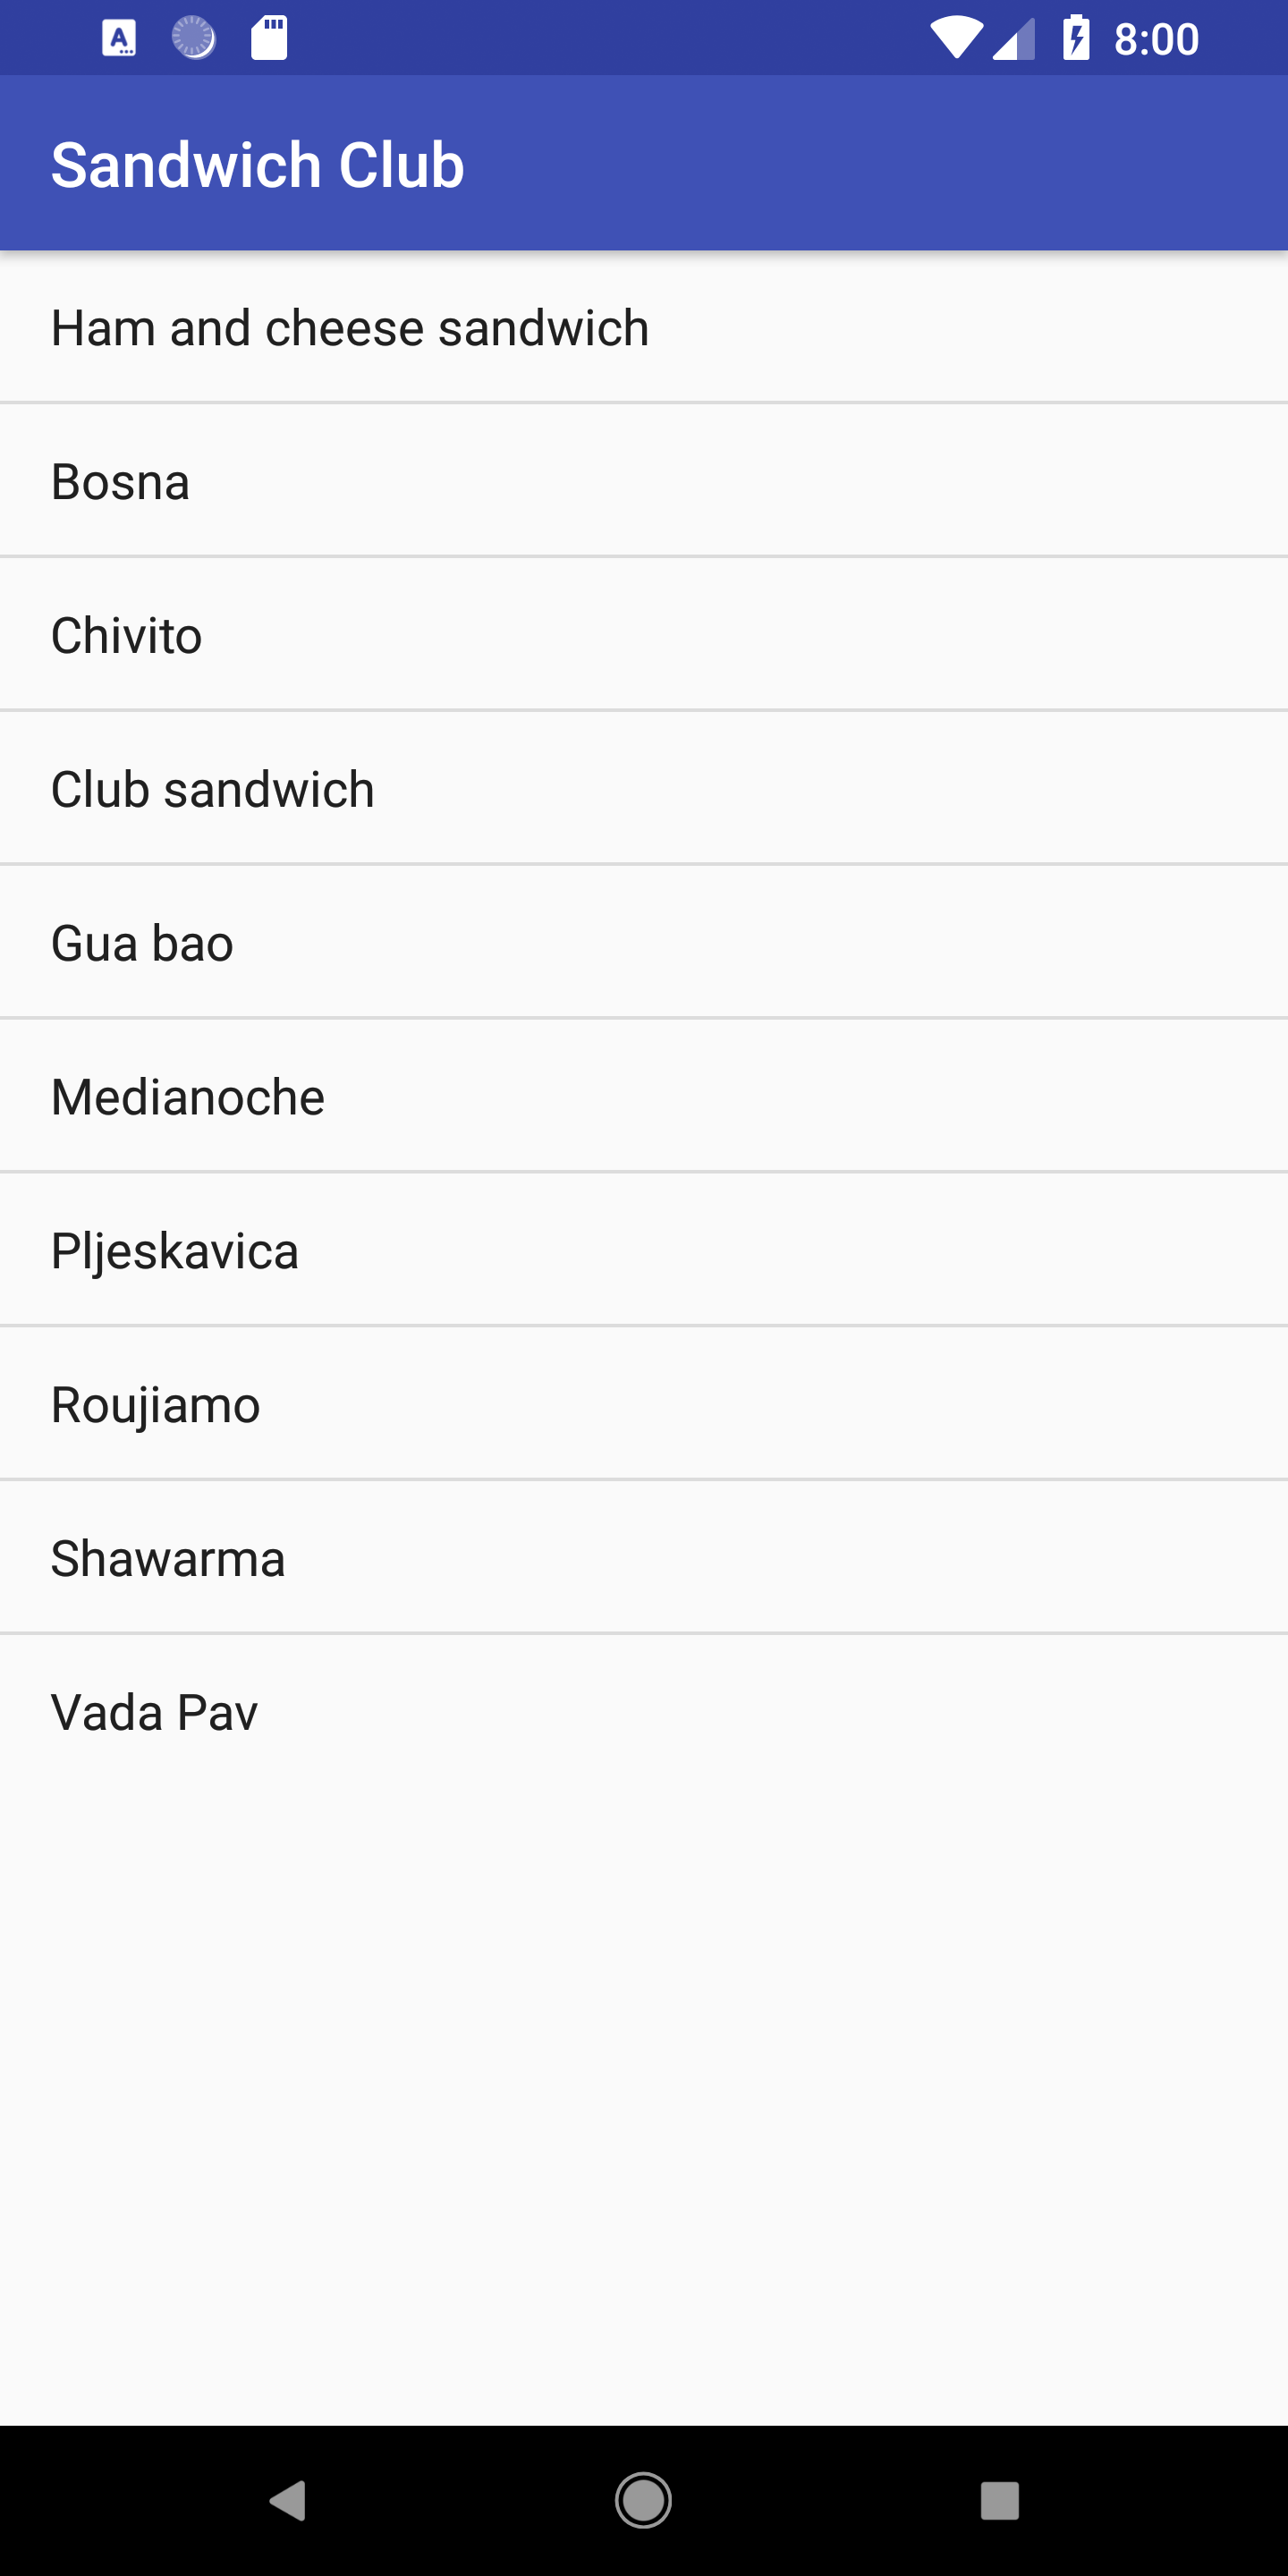 8:00
Sandwich Club
Ham and cheese sandwich
Bosna
Chivito
Club sandwich
Gua bao
Medianoche
Pljeskavica
Roujiamo
Shawarma
Vada Pav